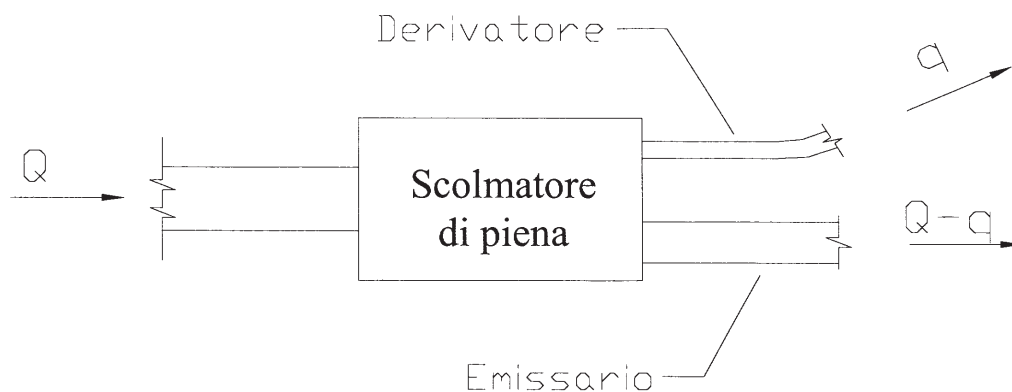 Derivatore
q
Q
Scolmatore
di piena
Q-q
Emissario